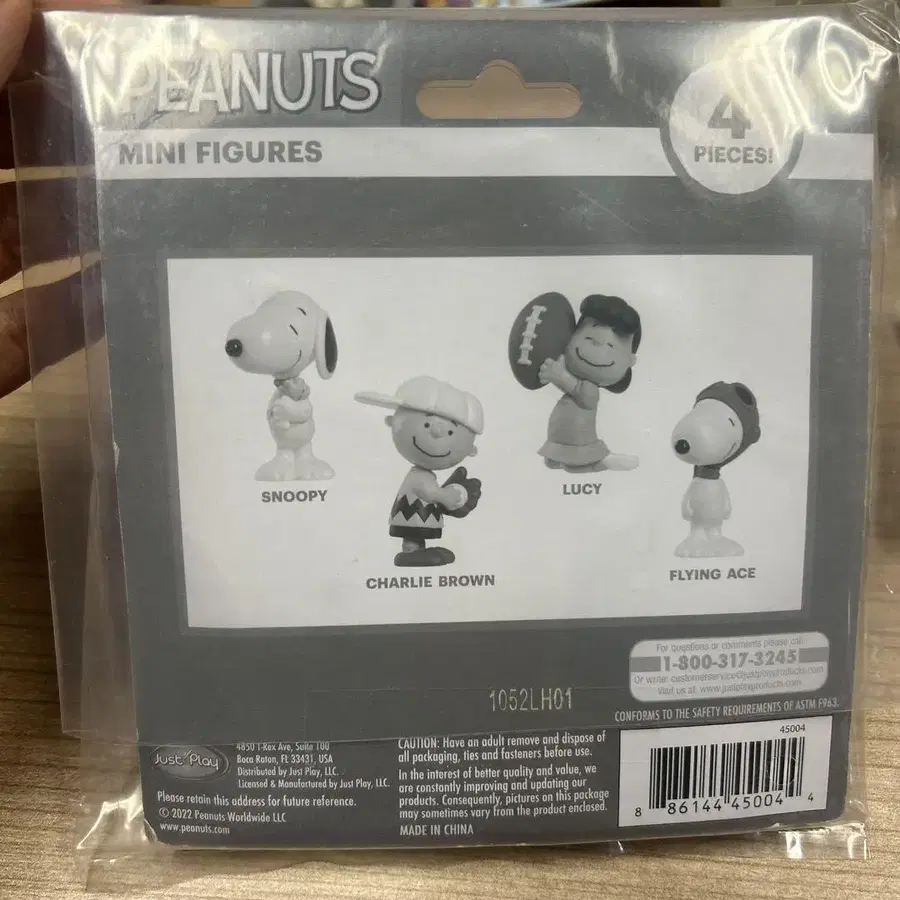 PEANUTS
MINI FIGURES
4
PIECES!
SNOOPY
LUCY
CHARLIE BROWN
FLYING ACE
For questions or comments please call:
1-800-317-3245
Or write: customerservice@justplayproducts.com
Visit us at: www.justplayproducts.com
1052LH01
CONFORMS TO THE SAFETY REQUIREMENTS OF ASTM F963.
Just Play
4850 T-Rex Ave, Suite 100
Boca Raton, FL 33431, USA
Distributed by Just Play, LLC.
Licensed & Manufactured by Just Play, LLC.
Please retain this address for future reference.
© 2022 Peanuts Worldwide LLC
www.peanuts.com
CAUTION: Have an adult remove and dispose of
all packaging, ties and fasteners before use.
In the interest of better quality and value, we
are constantly improving and updating our
products. Consequently, pictures on this package
may sometimes vary from the product enclosed.
MADE IN CHINA
45004
8 86144 45004 4